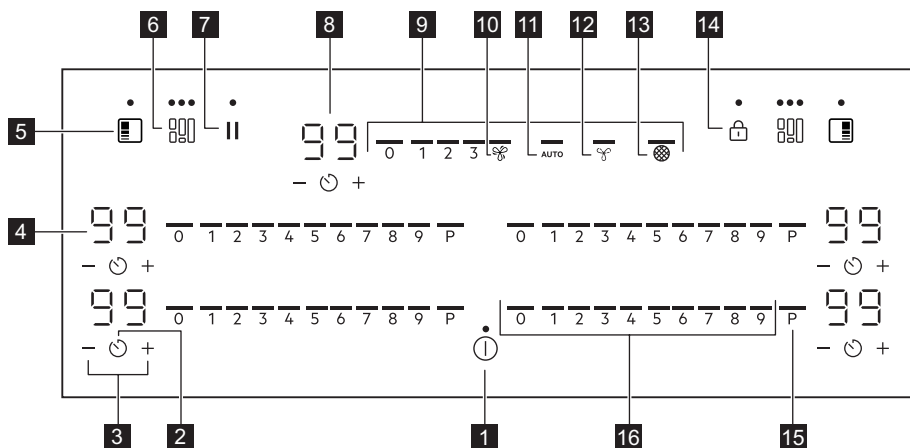 6 7 8 9 10 11 12 13 14
5
99 0 1 2 3 AUTO
− +
4 99 0 1 2 3 4 5 6 7 8 9 P 0 1 2 3 4 5 6 7 8 9 P 99
− + − +
99 0 1 2 3 4 5 6 7 8 9 P 0 1 2 3 4 5 6 7 8 9 P 99
− + − +
3 2 1 16 15